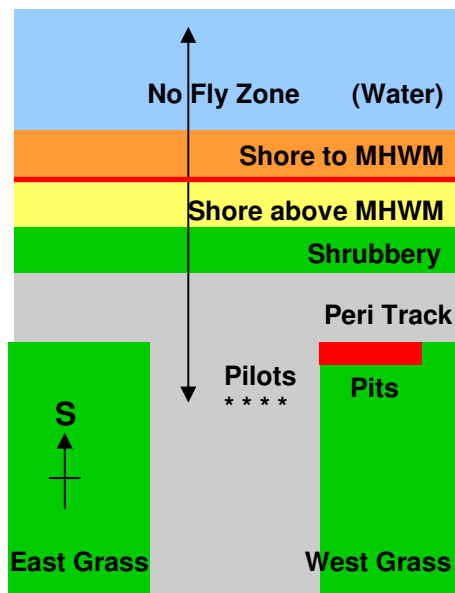 No Fly Zone (Water)
Shore to MHWM
Shore above MHWM
Shrubbery
Peri Track
Pilots
* * * *
Pits
S
East Grass
West Grass